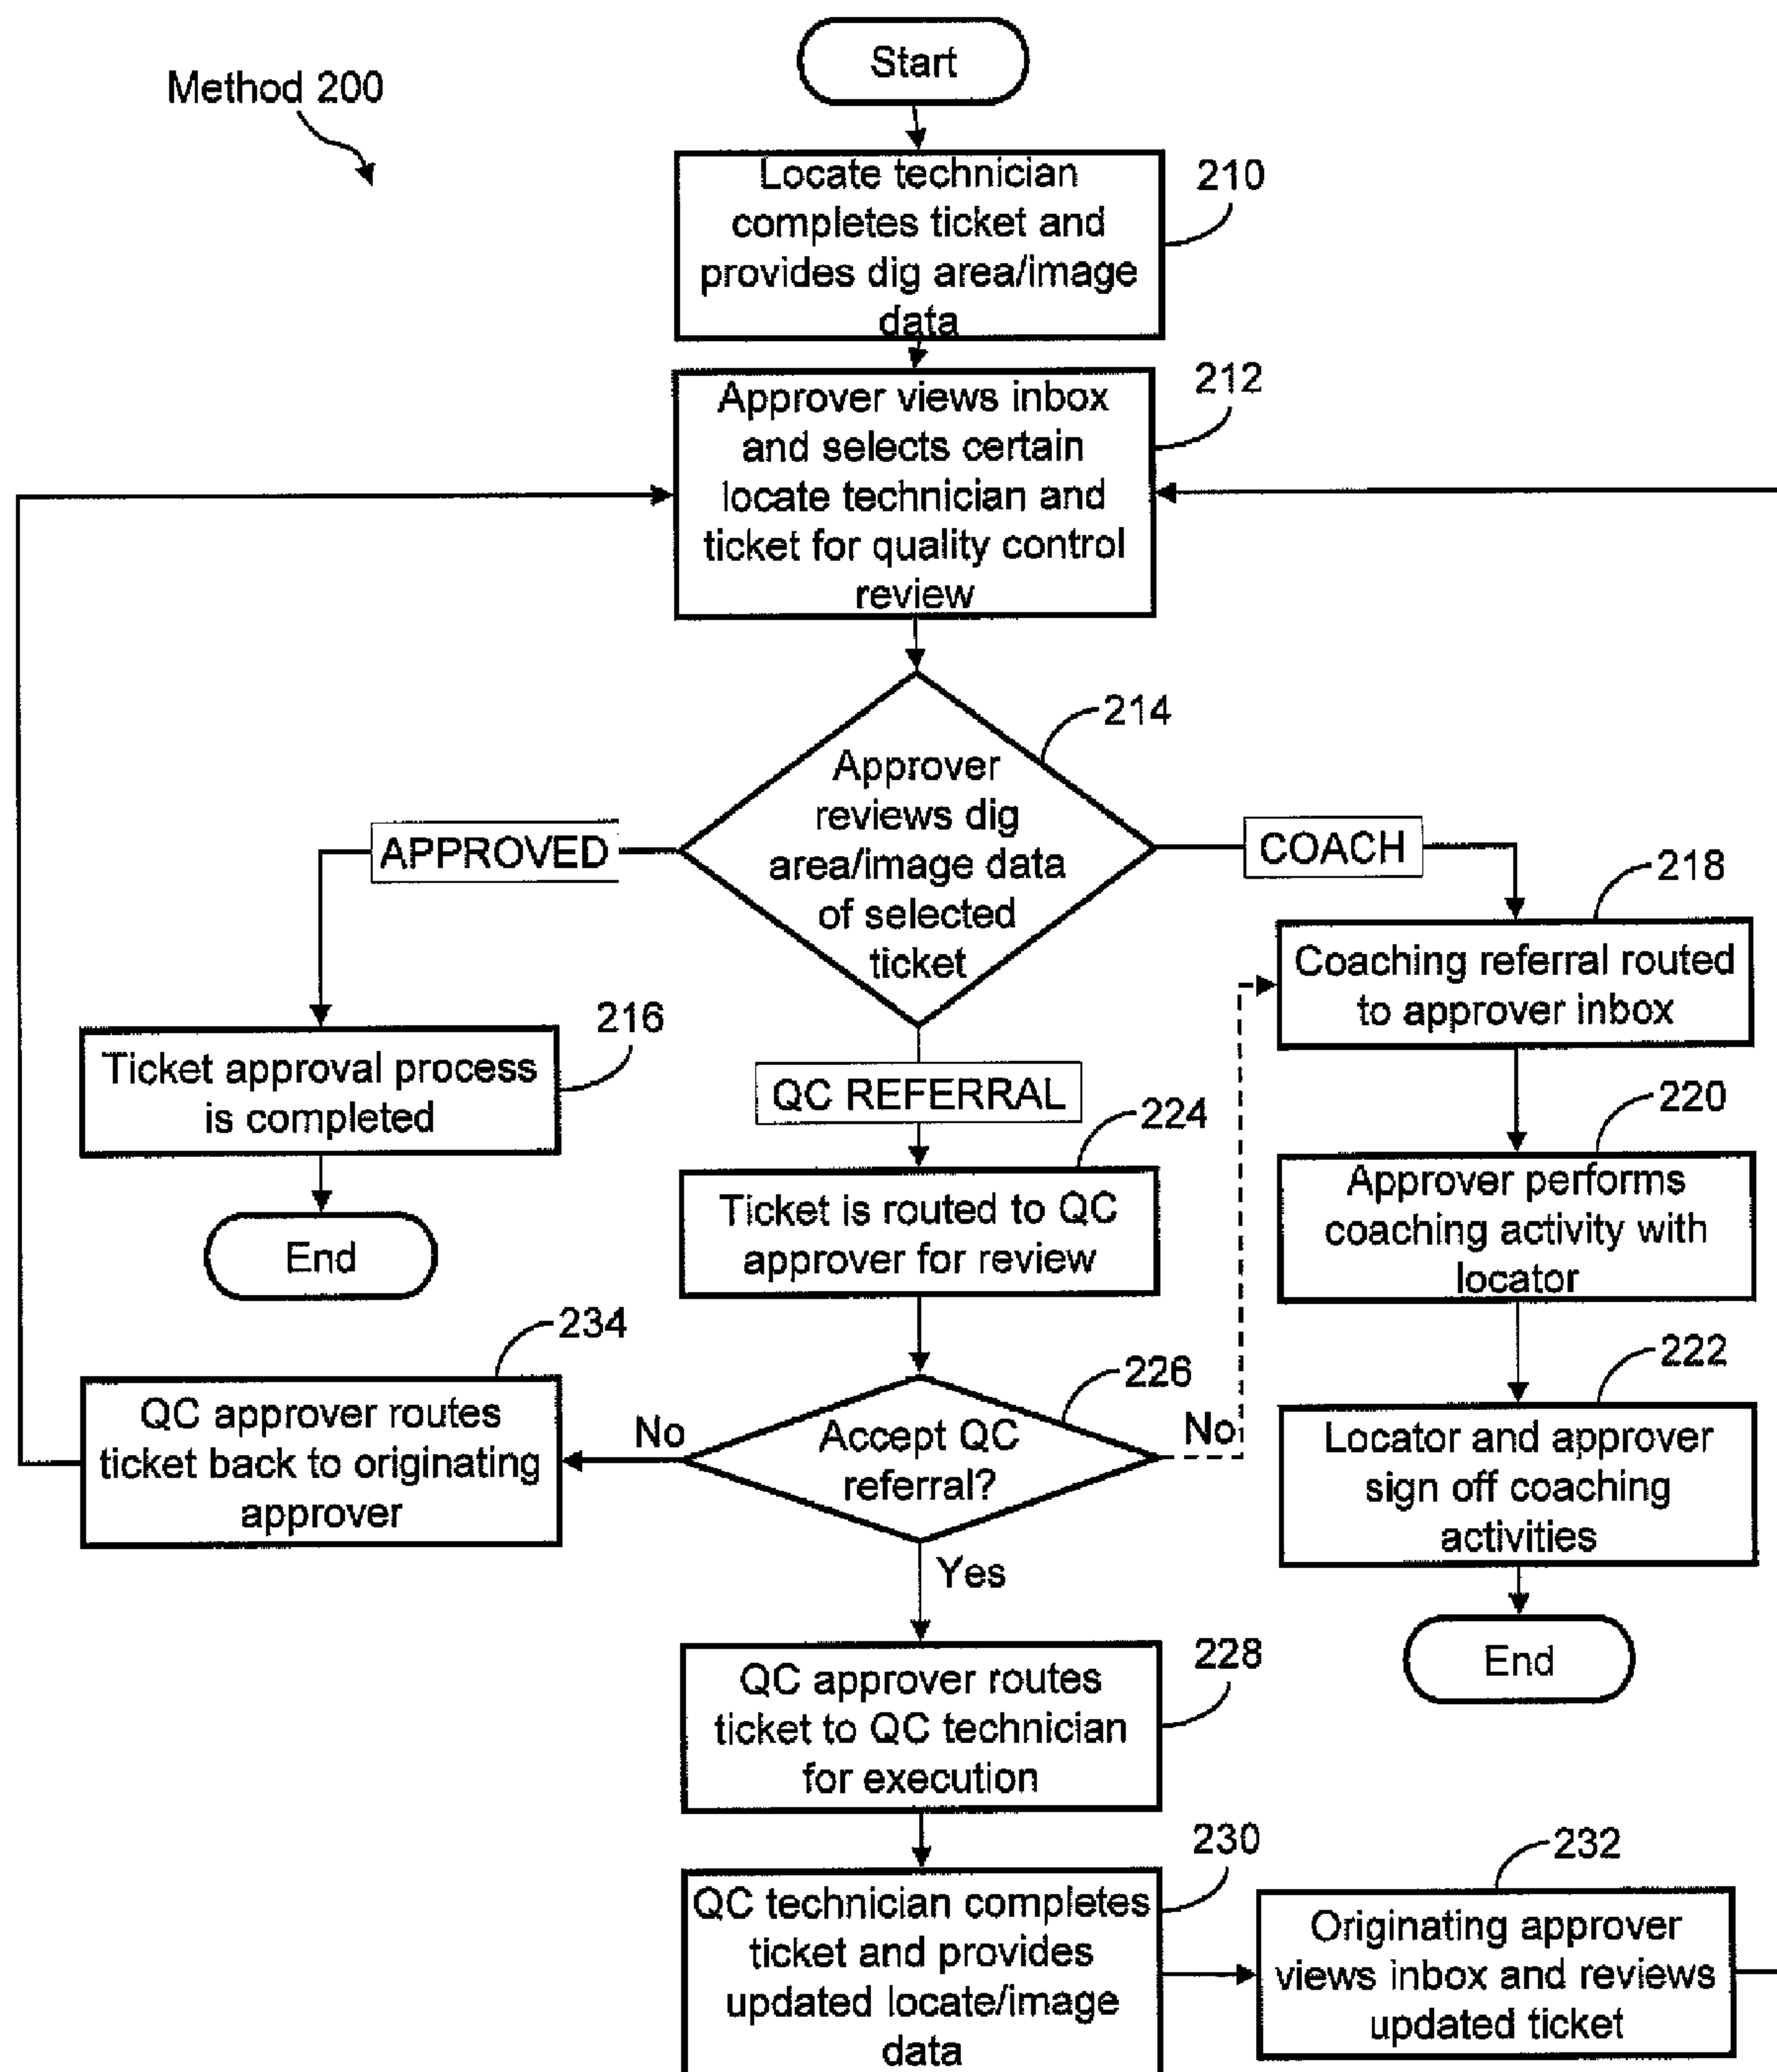 Start
Method 200
Locate technician
completes ticket and
provides dig area/image
data
210
Approver views inbox
and selects certain
locate technician and
ticket for quality control
review
212
Approver
reviews dig
area/image data
of selected
ticket
214
APPROVED
COACH
QC REFERRAL
Ticket approval process
is completed
216
End
Coaching referral routed
to approver inbox
218
Approver performs
coaching activity with
locator
220
Locator and approver
sign off coaching
activities
222
End
Ticket is routed to QC
approver for review
224
Accept QC
referral?
226
No
No
Yes
QC approver routes
ticket back to originating
approver
234
QC approver routes
ticket to QC technician
for execution
228
QC technician completes
ticket and provides
updated locate/image
data
230
Originating approver
views inbox and reviews
updated ticket
232